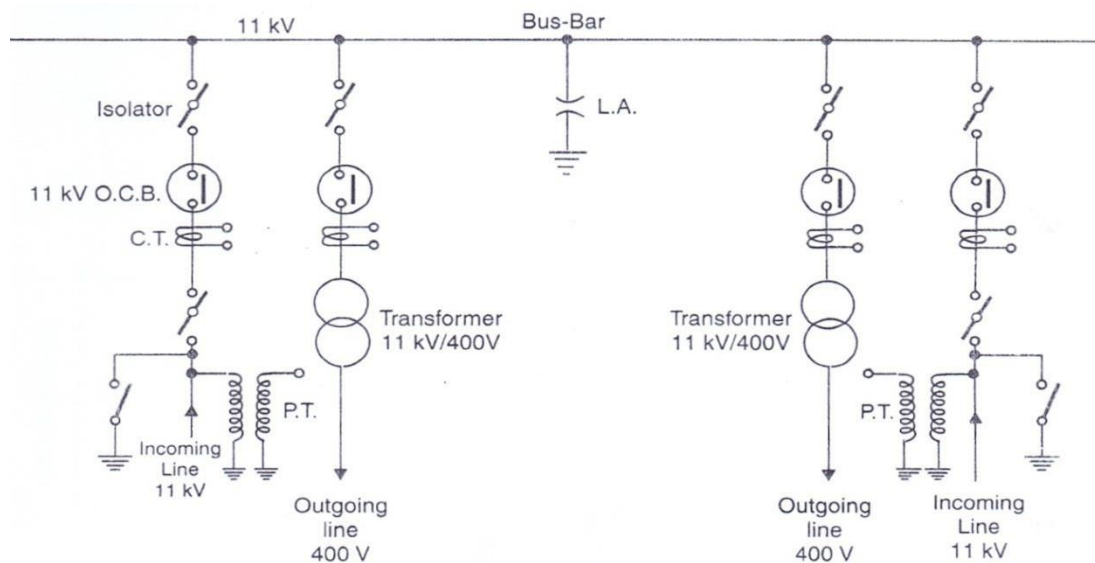 11 kV
Bus-Bar
Isolator
L.A.
11 kV O.C.B.
C.T.
Transformer
11 kV/400V
Transformer
11 kV/400V
P.T.
P.T.
Incoming
Line
11 kV
Outgoing
line
400 V
Outgoing
line
400 V
Incoming
Line
11 kV